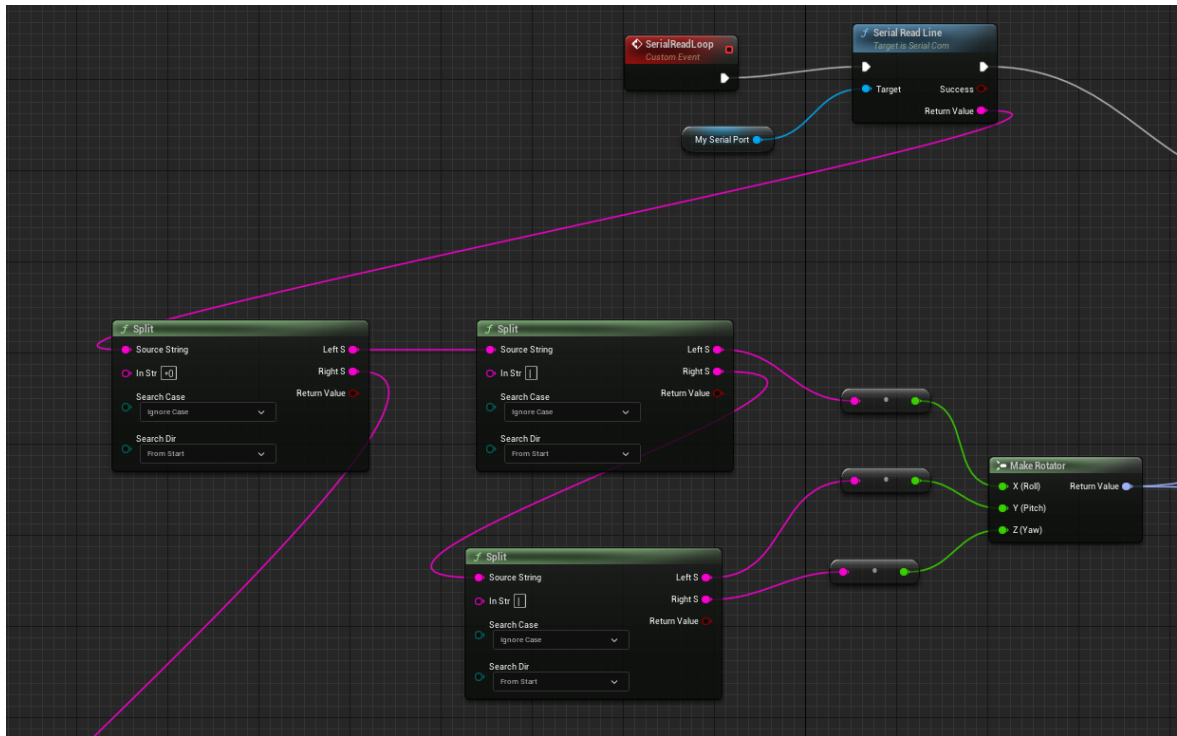 SerialReadLoop
Custom Event
f Serial Read Line
Target is Serial Com
Target
Success
Return Value
My Serial Port
f Split
Source String
Left S
In Str
Right S
Search Case
Return Value
Ignore Case
Search Dir
From Start
f Split
Source String
Left S
In Str |
Right S
Search Case
Return Value
Ignore Case
Search Dir
From Start
Make Rotator
X (Roll)
Return Value
Y (Pitch)
Z (Yaw)
f Split
Source String
Left S
In Str |
Right S
Search Case
Return Value
Ignore Case
Search Dir
From Start